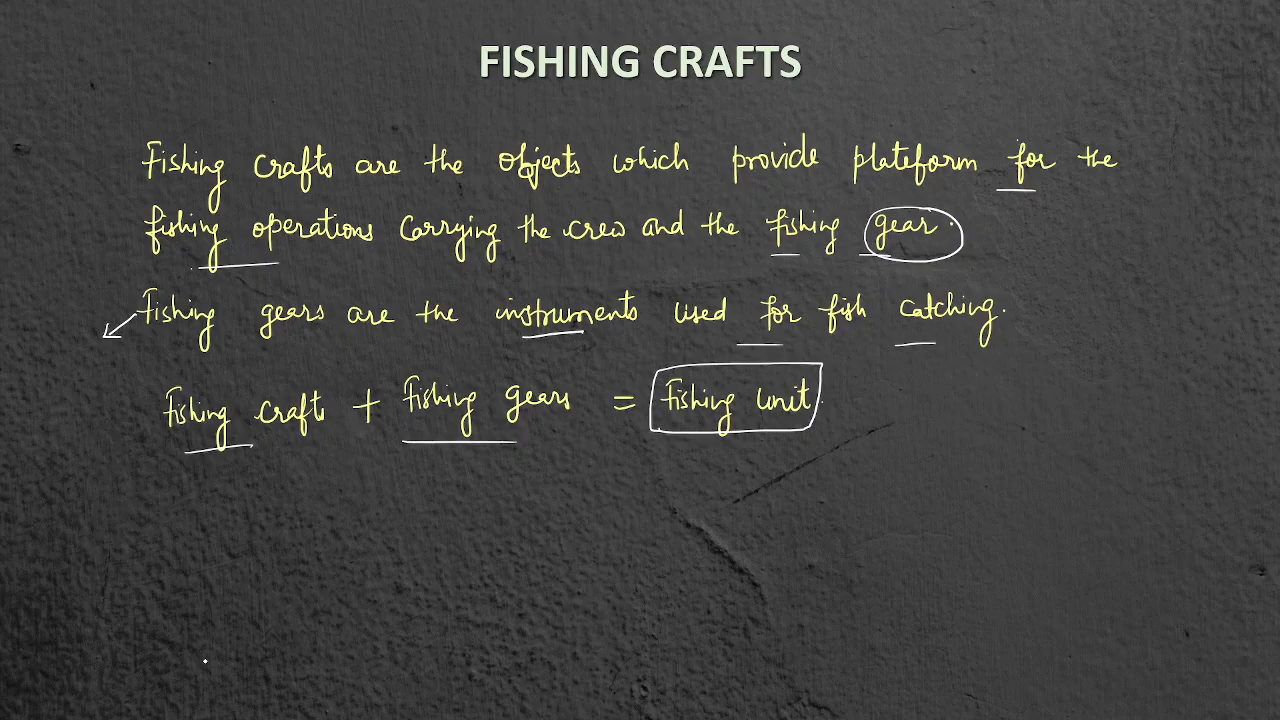 FISHING CRAFTS
Fishing crafts are the objects which provide plateform for the
fishing operations carrying the crew and the fishing gear.
Fishing gears are the instruments used for fish catching.
Fishing crafts + Fishing gears = Fishing unit